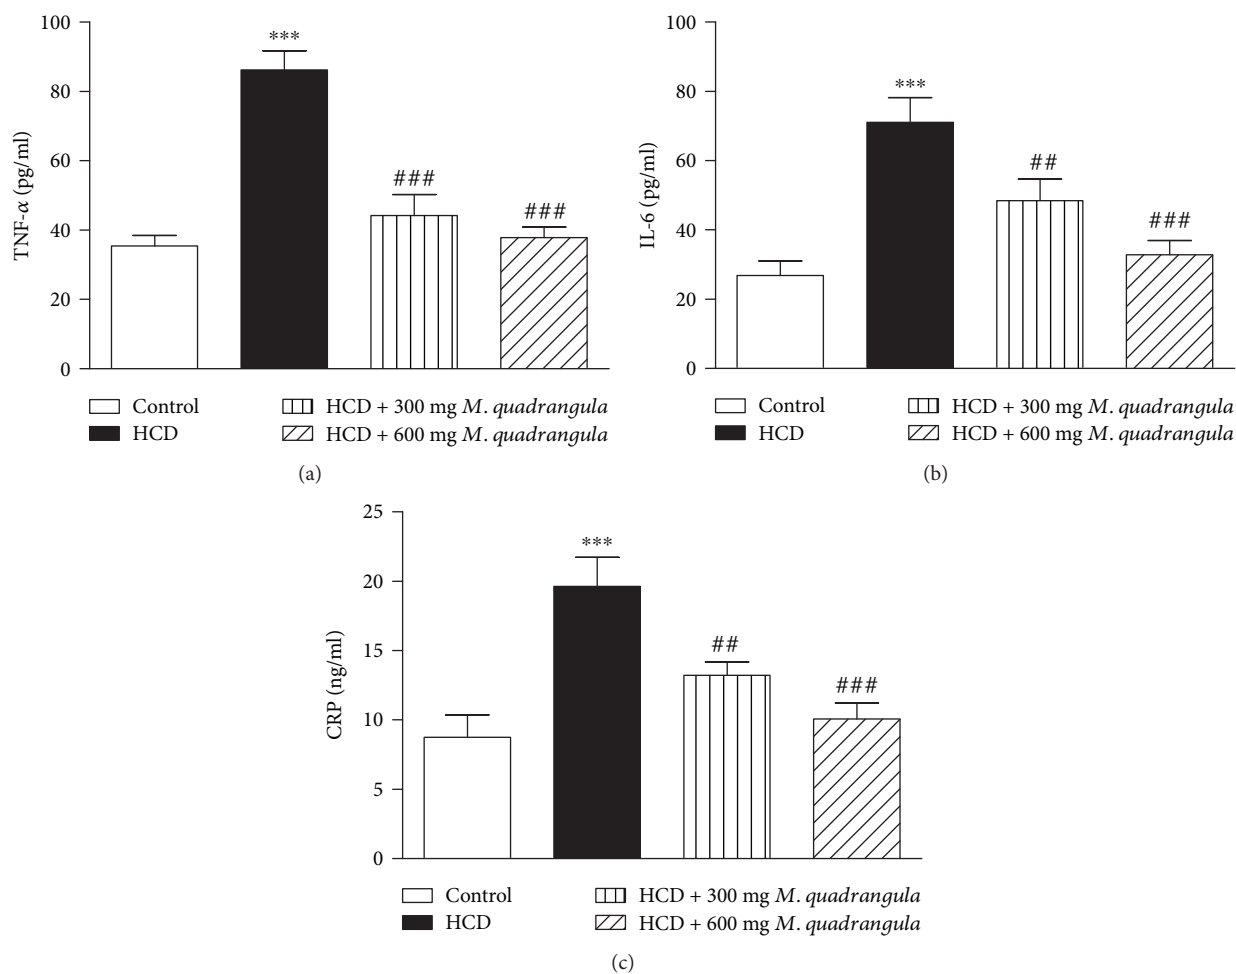 100
80
60
40
20
0
TNF-α (pg/ml)
***
###
###
Control
HCD
HCD + 300 mg M. quadrangula
HCD + 600 mg M. quadrangula
(a)
100
80
60
40
20
0
IL-6 (pg/ml)
***
##
###
Control
HCD
HCD + 300 mg M. quadrangula
HCD + 600 mg M. quadrangula
(b)
25
20
15
10
5
0
CRP (ng/ml)
***
##
###
Control
HCD
HCD + 300 mg M. quadrangula
HCD + 600 mg M. quadrangula
(c)